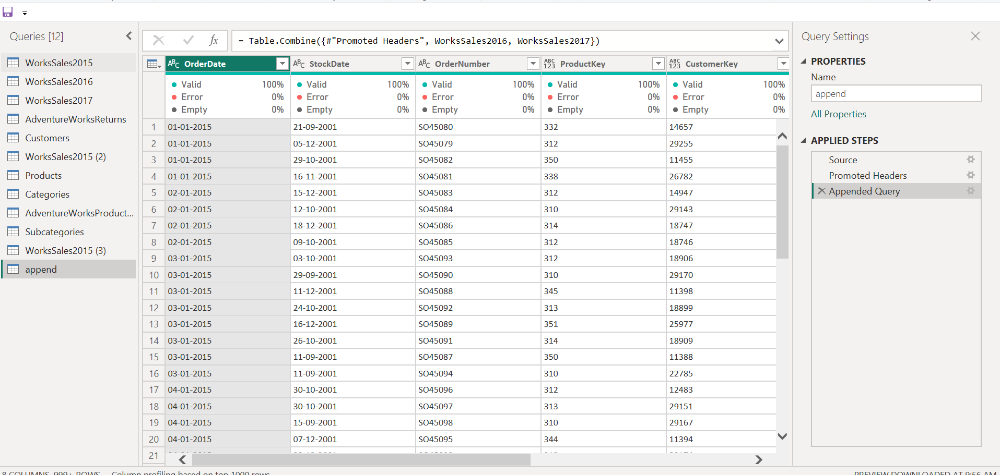 Queries [12]
WorksSales2015
WorksSales2016
WorksSales2017
AdventureWorksReturns
Customers
WorksSales2015 (2)
Products
Categories
AdventureWorksProduct...
Subcategories
WorksSales2015 (3)
append
fx = Table.Combine({#"Promoted Headers", WorksSales2016, WorksSales2017})
ABC OrderDate ABC StockDate ABC OrderNumber ABC 123 ProductKey ABC 123 CustomerKey
Valid 100% Valid 100% Valid 100% Valid 100% Valid 100%
Error 0% Error 0% Error 0% Error 0% Error 0%
Empty 0% Empty 0% Empty 0% Empty 0% Empty 0%
1 01-01-2015 21-09-2001 SO45080 332 14657
2 01-01-2015 05-12-2001 SO45079 312 29255
3 01-01-2015 29-10-2001 SO45082 350 11455
4 01-01-2015 16-11-2001 SO45081 338 26782
5 02-01-2015 15-12-2001 SO45083 312 14947
6 02-01-2015 12-10-2001 SO45084 310 29143
7 02-01-2015 18-12-2001 SO45086 314 18747
8 02-01-2015 09-10-2001 SO45085 312 18746
9 03-01-2015 03-10-2001 SO45093 312 18906
10 03-01-2015 29-09-2001 SO45090 310 29170
11 03-01-2015 11-12-2001 SO45088 345 11398
12 03-01-2015 24-10-2001 SO45092 313 18899
13 03-01-2015 16-12-2001 SO45089 351 25977
14 03-01-2015 26-10-2001 SO45091 314 18909
15 03-01-2015 11-09-2001 SO45087 350 11388
16 03-01-2015 11-09-2001 SO45094 310 22785
17 04-01-2015 30-10-2001 SO45096 312 12483
18 04-01-2015 30-10-2001 SO45097 313 29151
19 04-01-2015 15-09-2001 SO45098 310 29167
20 04-01-2015 07-12-2001 SO45095 344 11394
21
Query Settings
PROPERTIES
Name
append
All Properties
APPLIED STEPS
Source
Promoted Headers
Appended Query
8 COLUMNS, 999+ ROWS Column profiling based on top 1000 rows
PREVIEW DOWNLOADED AT 9:56 AM